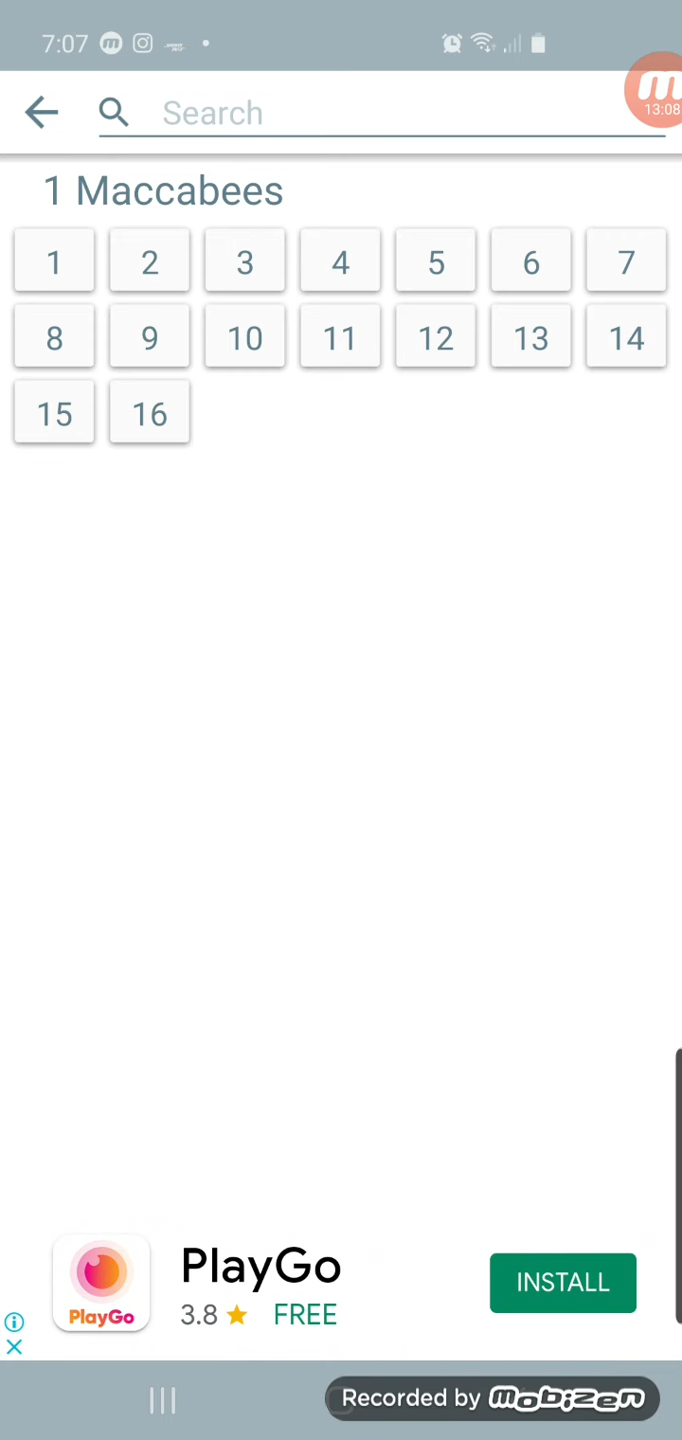 7:07
13:08
Search
1 Maccabees
1 2 3 4 5 6 7
8 9 10 11 12 13 14
15 16
PlayGo
PlayGo
3.8 FREE
INSTALL
Recorded by mobizen